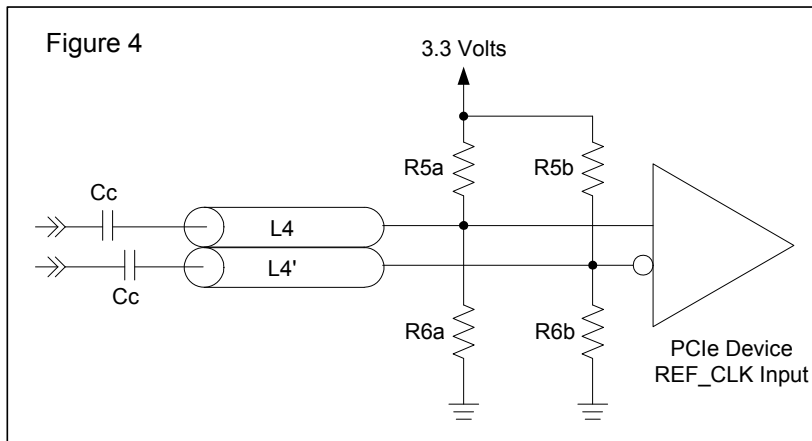 Figure 4
3.3 Volts
R5a
R5b
Cc
L4
L4'
Cc
R6a
R6b
PCIe Device
REF_CLK Input